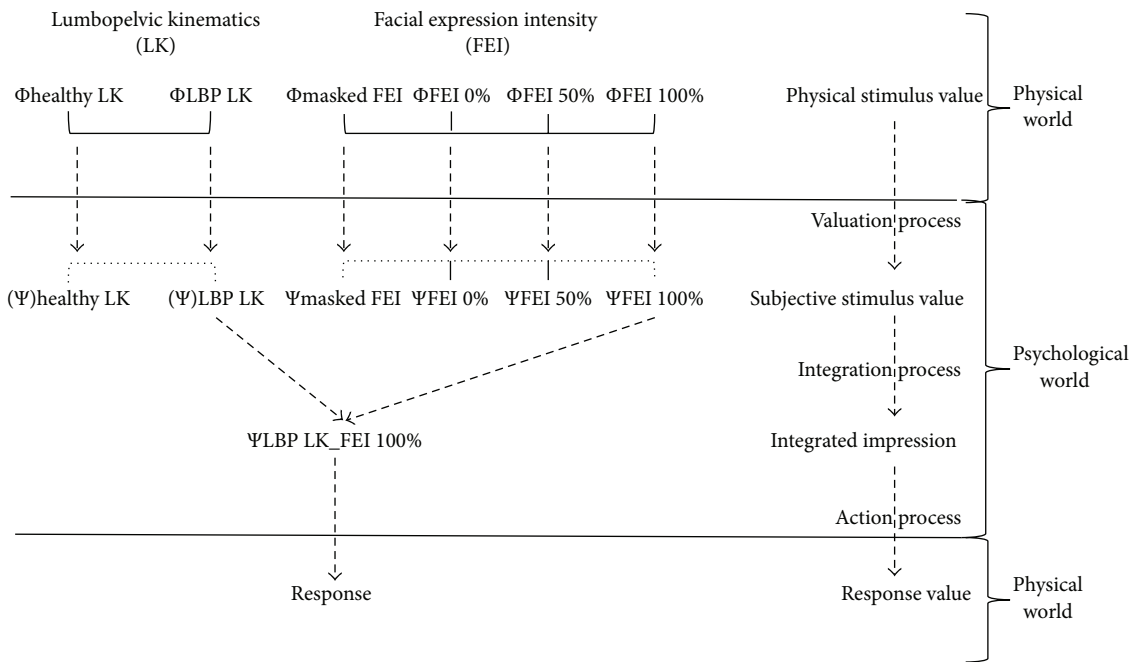 Lumbopelvic kinematics
(LK)
Facial expression intensity
(FEI)
Φhealthy LK
ΦLBP LK
Φmasked FEI
ΦFEI 0%
ΦFEI 50%
ΦFEI 100%
Physical stimulus value
Physical
world
Valuation process
(Ψ)healthy LK
(Ψ)LBP LK
Ψmasked FEI
ΨFEI 0%
ΨFEI 50%
ΨFEI 100%
Subjective stimulus value
Integration process
Psychological
world
ΨLBP LK_FEI 100%
Integrated impression
Action process
Response
Response value
Physical
world